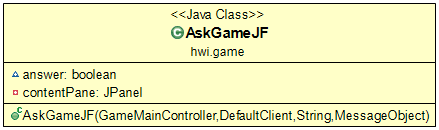 <<Java Class>>
AskGameJF
hwi.game
answer: boolean
contentPane: JPanel
AskGameJF(GameMainController,DefaultClient,String,MessageObject)